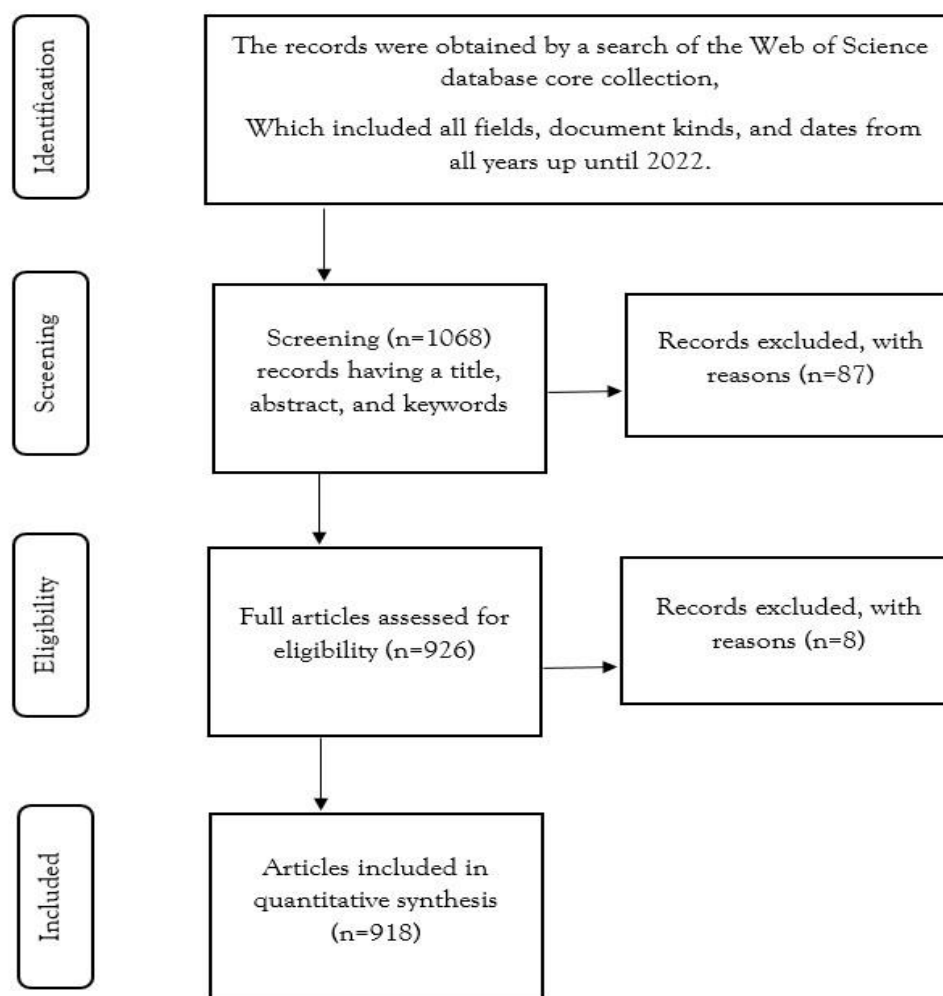 Identification
The records were obtained by a search of the Web of Science
database core collection,
Which included all fields, document kinds, and dates from
all years up until 2022.
Screening
Screening (n=1068)
records having a title,
abstract, and keywords
Records excluded, with
reasons (n=87)
Eligibility
Full articles assessed for
eligibility (n=926)
Records excluded, with
reasons (n=8)
Included
Articles included in
quantitative synthesis
(n=918)